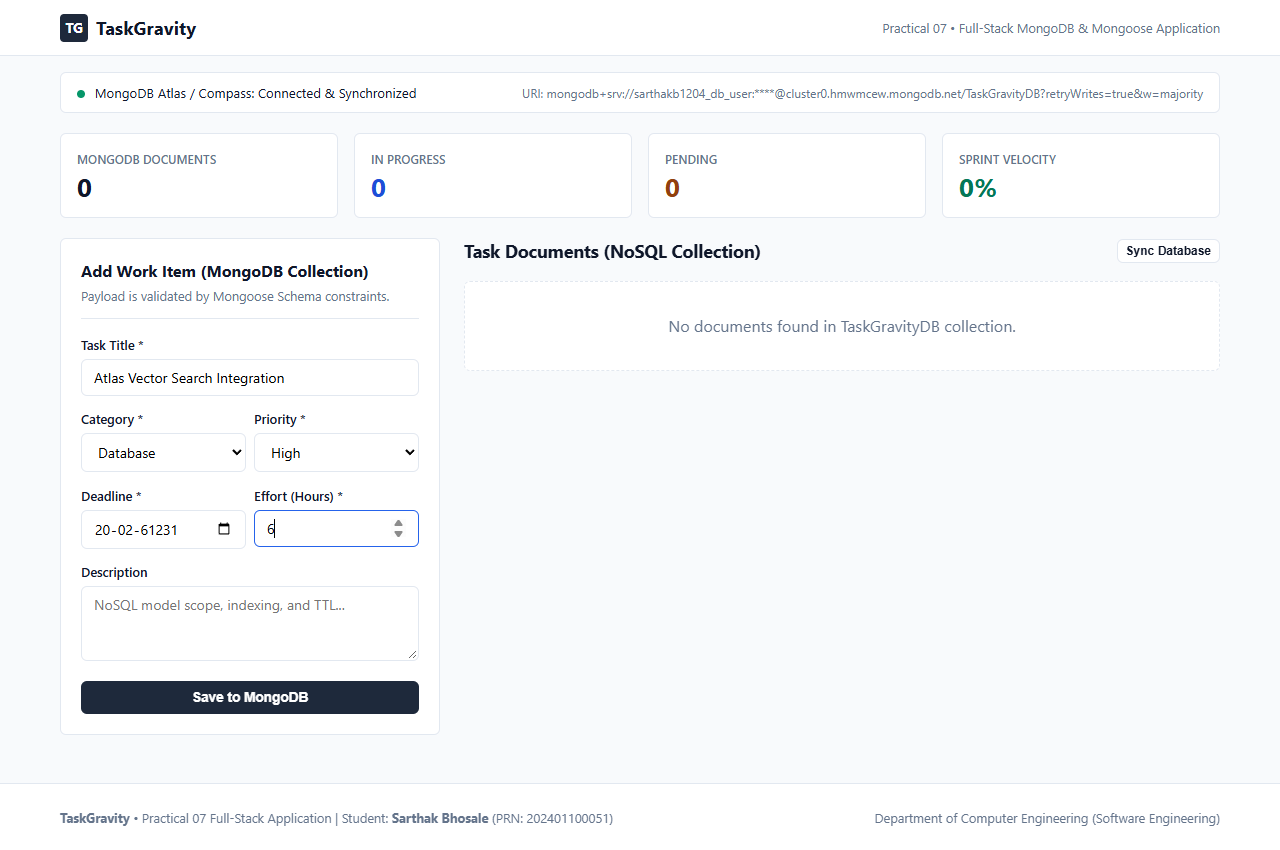 TG TaskGravity
Practical 07 • Full-Stack MongoDB & Mongoose Application
MongoDB Atlas / Compass: Connected & Synchronized
URI: mongodb+srv://sarthakb1204_db_user:****@cluster0.hmwmcew.mongodb.net/TaskGravityDB?retryWrites=true&w=majority
MONGODB DOCUMENTS
0
IN PROGRESS
0
PENDING
0
SPRINT VELOCITY
0%
Add Work Item (MongoDB Collection)
Payload is validated by Mongoose Schema constraints.
Task Title *
Atlas Vector Search Integration
Category *
Database
Priority *
High
Deadline *
20-02-61231
Effort (Hours) *
6
Description
NoSQL model scope, indexing, and TTL...
Save to MongoDB
Task Documents (NoSQL Collection)
Sync Database
No documents found in TaskGravityDB collection.
TaskGravity • Practical 07 Full-Stack Application | Student: Sarthak Bhosale (PRN: 202401100051)
Department of Computer Engineering (Software Engineering)